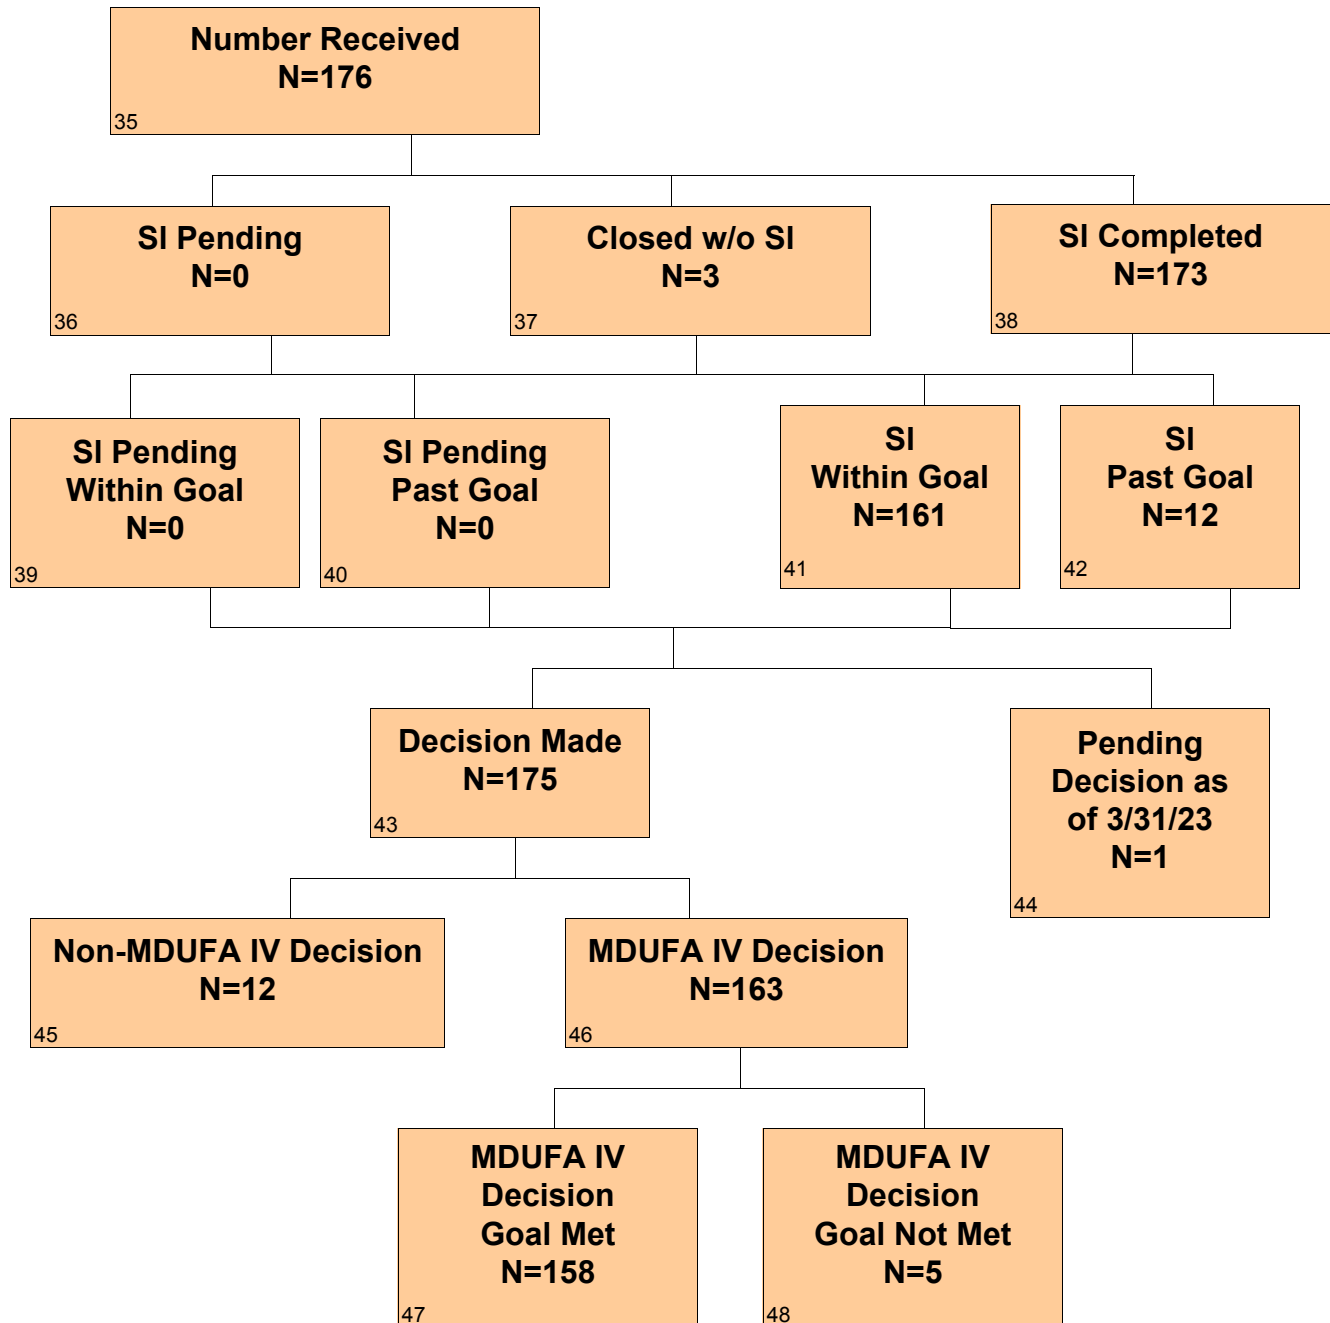 Number Received
N=176
35
SI Pending
N=0
36
Closed w/o SI
N=3
37
SI Completed
N=173
38
SI Pending
Within Goal
N=0
39
SI Pending
Past Goal
N=0
40
SI
Within Goal
N=161
41
SI
Past Goal
N=12
42
Decision Made
N=175
43
Pending
Decision as
of 3/31/23
N=1
44
Non-MDUFA IV Decision
N=12
45
MDUFA IV Decision
N=163
46
MDUFA IV
Decision
Goal Met
N=158
47
MDUFA IV
Decision
Goal Not Met
N=5
48